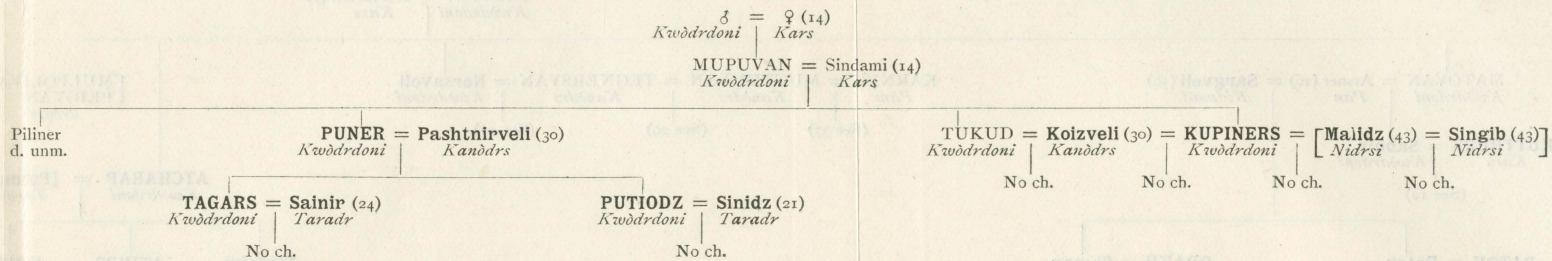 ♂ = ♀ (14)
Kwòdrdoni Kars
MUPUVAN = Sindami (14)
Kwòdrdoni Kars
Piliner PUNER = Pashtnirveli (30) TUKUD = Koizveli (30) = KUPINERS = [Malidz (43) = Singib (43)]
d. unm. Kwòdrdoni Kanòdrs Kwòdrdoni Kanòdrs Kwòdrdoni Nidrsi Nidrsi
No ch. No ch. No ch. No ch.
TAGARS = Sainir (24) PUTIODZ = Sinidz (21)
Kwòdrdoni Taradr Kwòdrdoni Taradr
No ch. No ch.